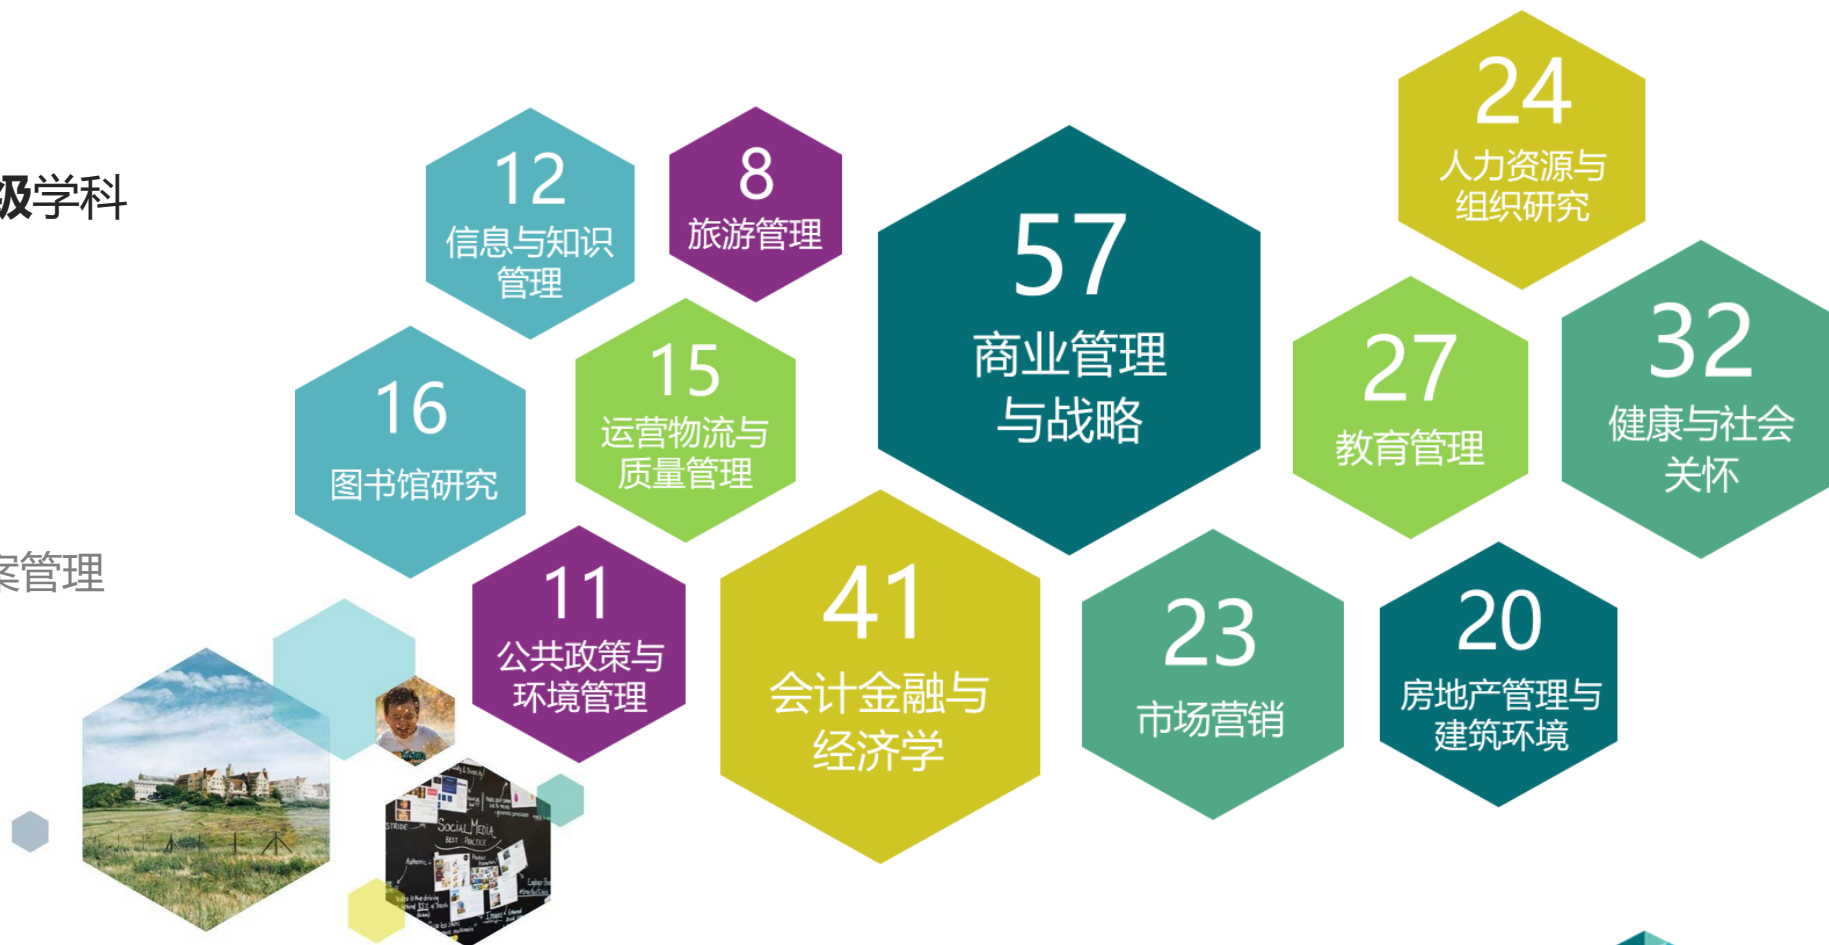 级学科
案管理
12
信息与知识
管理
8
旅游管理
57
商业管理
与战略
24
人力资源与
组织研究
16
图书馆研究
15
运营物流与
质量管理
27
教育管理
32
健康与社会
关怀
11
公共政策与
环境管理
41
会计金融与
经济学
23
市场营销
20
房地产管理与
建筑环境
SOCIAL MEDIA
BEST PRACTICE